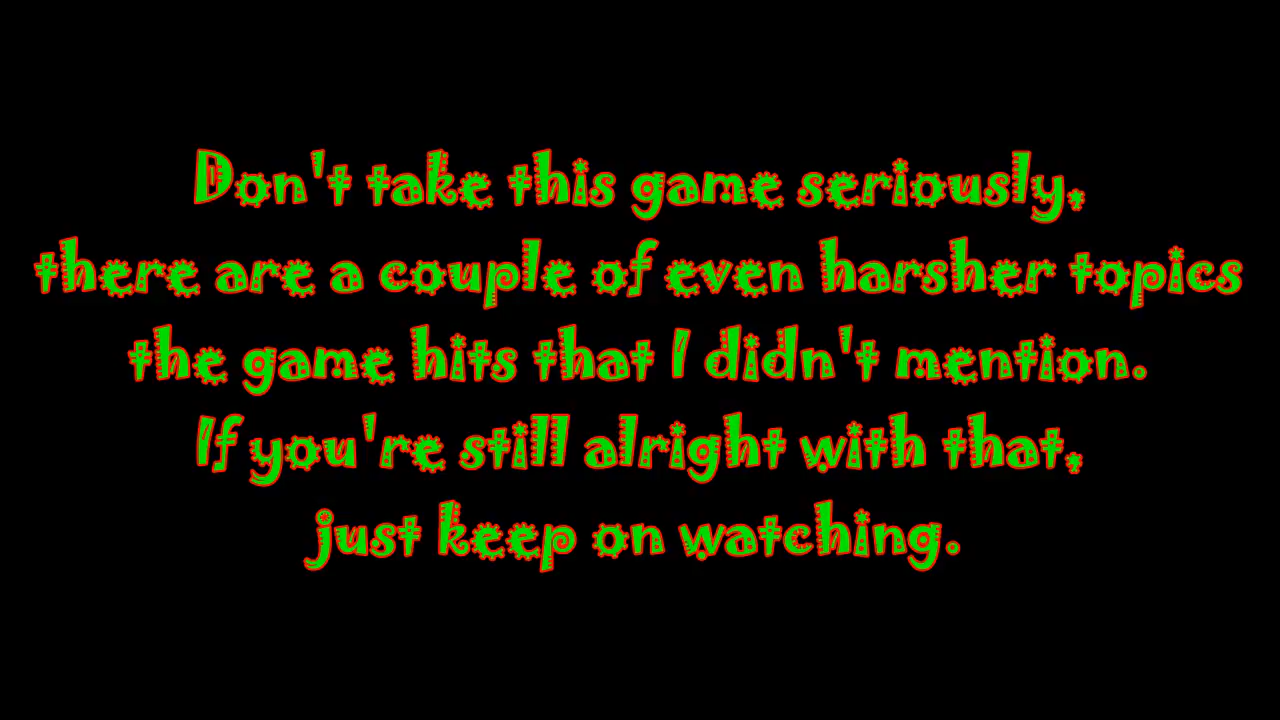 Don't take this game seriously,
there are a couple of even harsher topics
the game hits that I didn't mention.
If you're still alright with that,
just keep on watching.